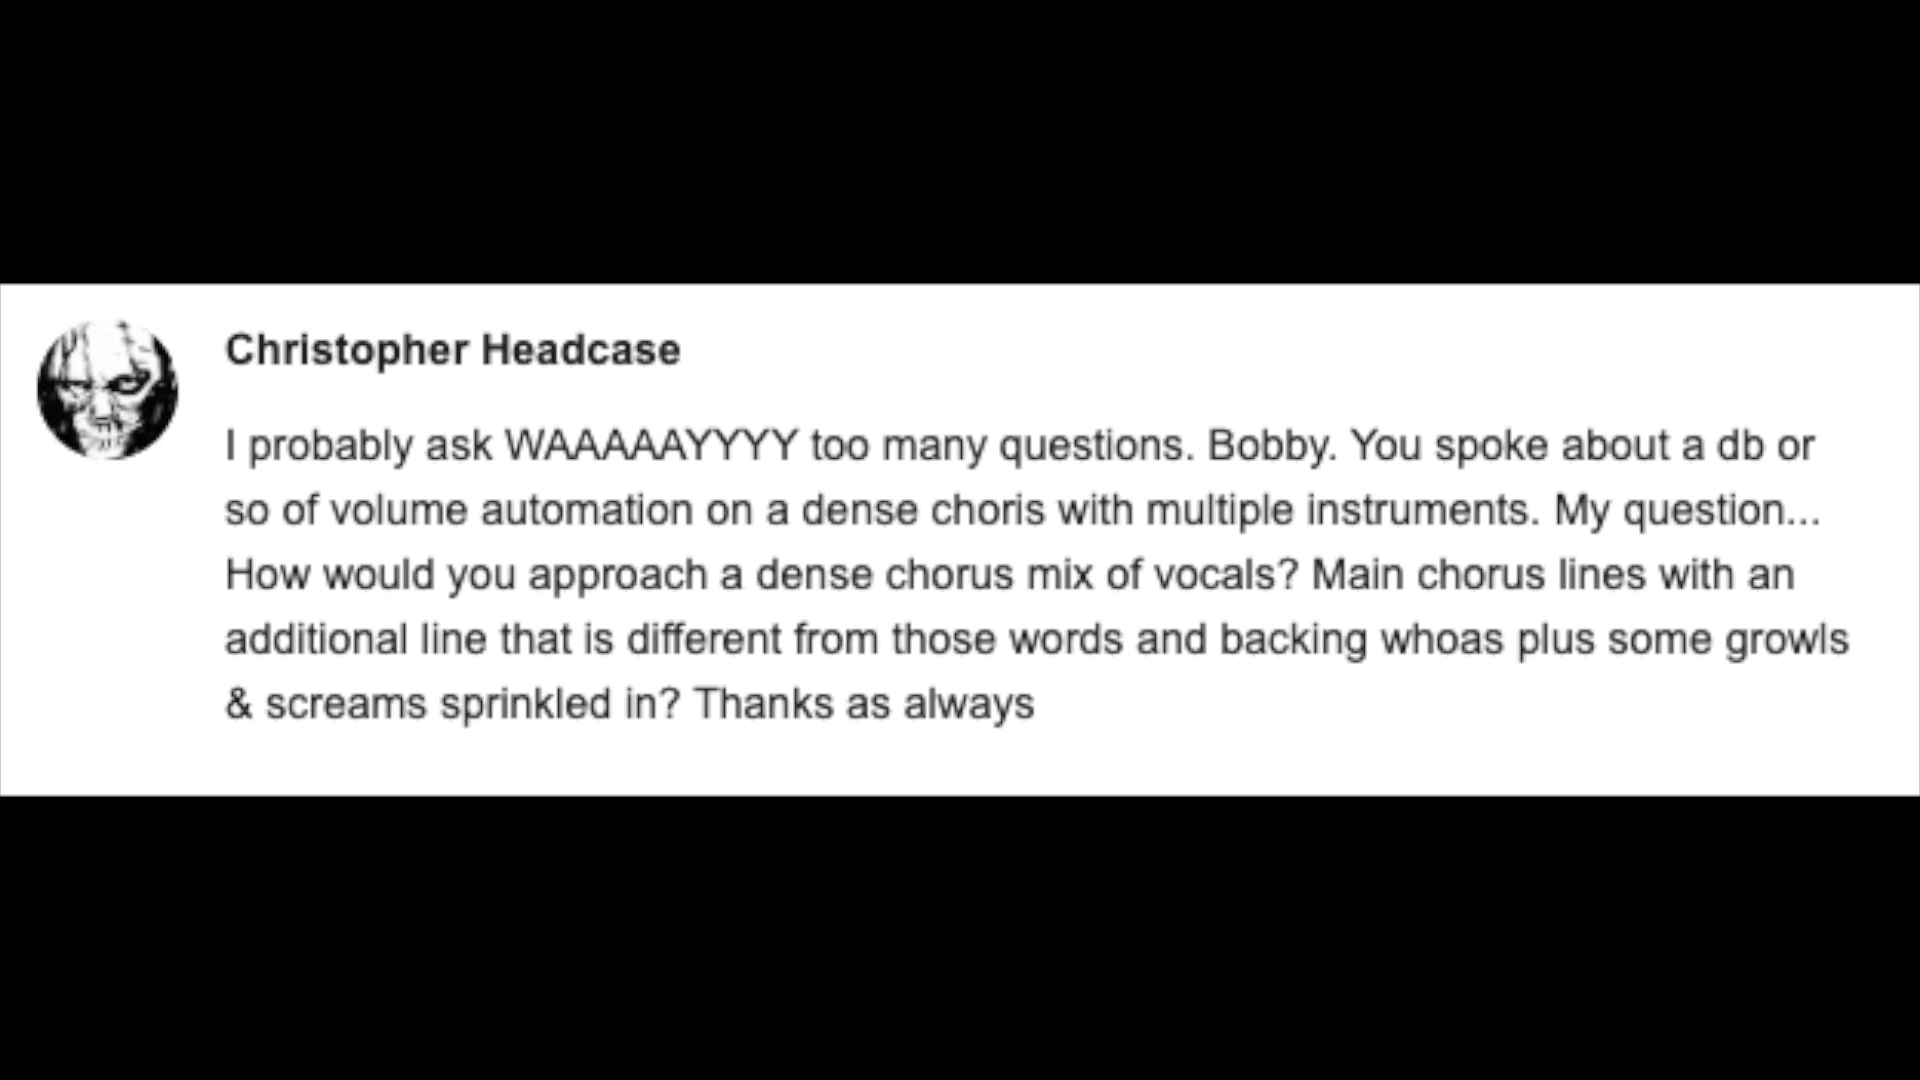 Christopher Headcase
I probably ask WAAAAAYYYY too many questions. Bobby. You spoke about a db or
so of volume automation on a dense choris with multiple instruments. My question...
How would you approach a dense chorus mix of vocals? Main chorus lines with an
additional line that is different from those words and backing whoas plus some growls
& screams sprinkled in? Thanks as always